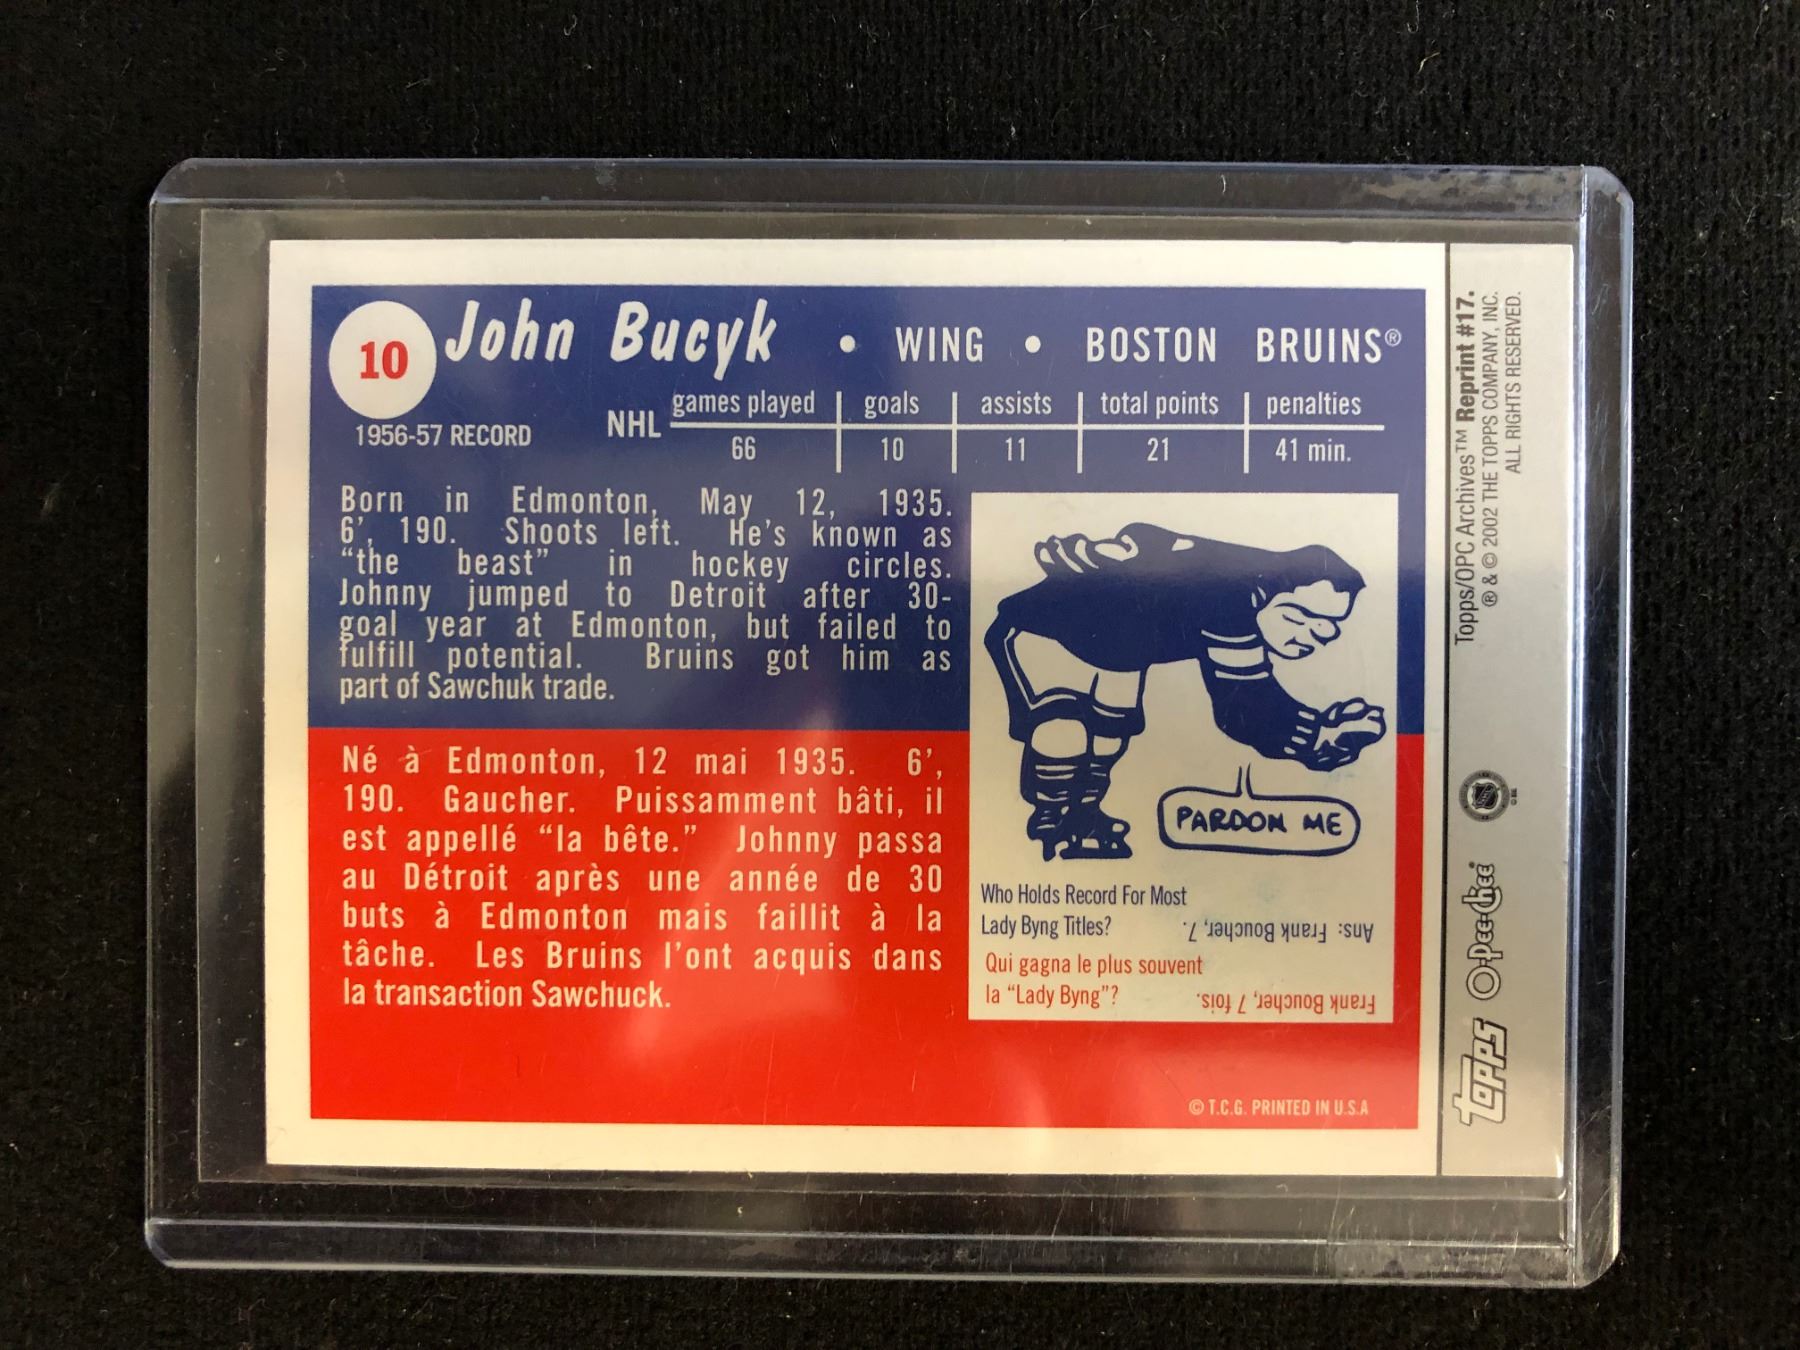 10
John Bucyk • WING • BOSTON BRUINS®
1956-57 RECORD
NHL
games played goals assists total points penalties
66 10 11 21 41 min.
Born in Edmonton, May 12, 1935.
6', 190. Shoots left. He's known as
“the beast” in hockey circles.
Johnny jumped to Detroit after 30-
goal year at Edmonton, but failed to
fulfill potential. Bruins got him as
part of Sawchuk trade.
Né à Edmonton, 12 mai 1935. 6',
190. Gaucher. Puissamment bâti, il
est appellé “la bête.” Johnny passa
au Détroit après une année de 30
buts à Edmonton mais faillit à la
tâche. Les Bruins l'ont acquis dans
la transaction Sawchuck.
PARDON ME
Who Holds Record For Most
Lady Byng Titles?
Ans: Frank Boucher, 7.
Qui gagna le plus souvent
la “Lady Byng”?
Frank Boucher, 7 fois.
© T.C.G. PRINTED IN U.S.A
Topps/OPC Archives™ Reprint #17.
® & © 2002 THE TOPPS COMPANY, INC.
ALL RIGHTS RESERVED.
NHL
O-Pee-Chee
Topps